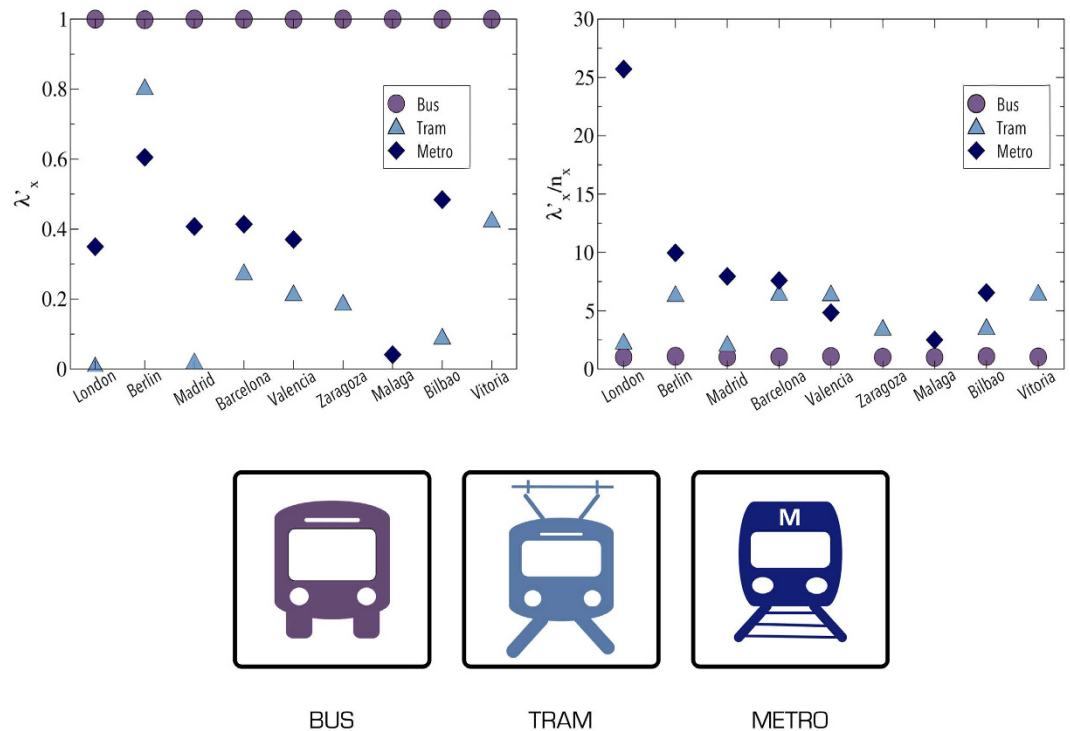 1
0.8
0.6
0.4
0.2
0
λ'x
Bus
Tram
Metro
London
Berlin
Madrid
Barcelona
Valencia
Zaragoza
Malaga
Bilbao
Vitoria
30
25
20
15
10
5
0
λ'x/nx
Bus
Tram
Metro
London
Berlin
Madrid
Barcelona
Valencia
Zaragoza
Malaga
Bilbao
Vitoria
M
BUS
TRAM
METRO